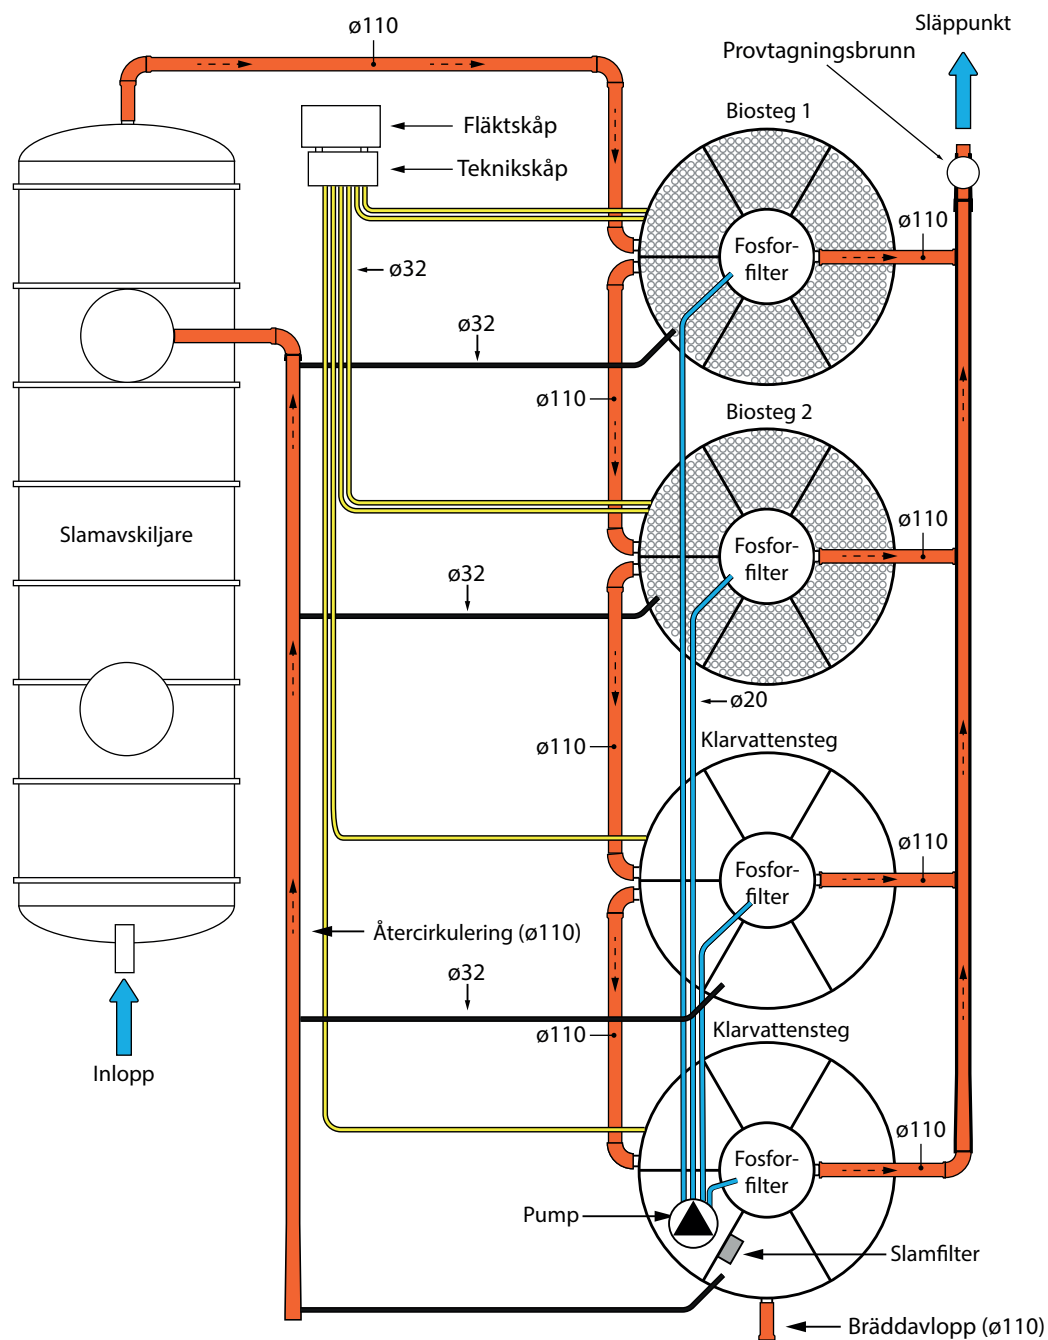 Släppunkt
ø110
Provtagningsbrunn
Biosteg 1
Fläktskåp
Teknikskåp
ø110
Fosfor-
filter
ø32
ø32
ø110
Biosteg 2
ø110
Slamavskiljare
Fosfor-
filter
ø32
ø20
Klarvattensteg
ø110
ø110
Fosfor-
filter
Återcirkulering (ø110)
ø32
Klarvattensteg
ø110
Inlopp
ø110
Fosfor-
filter
Pump
Slamfilter
Bräddavlopp (ø110)